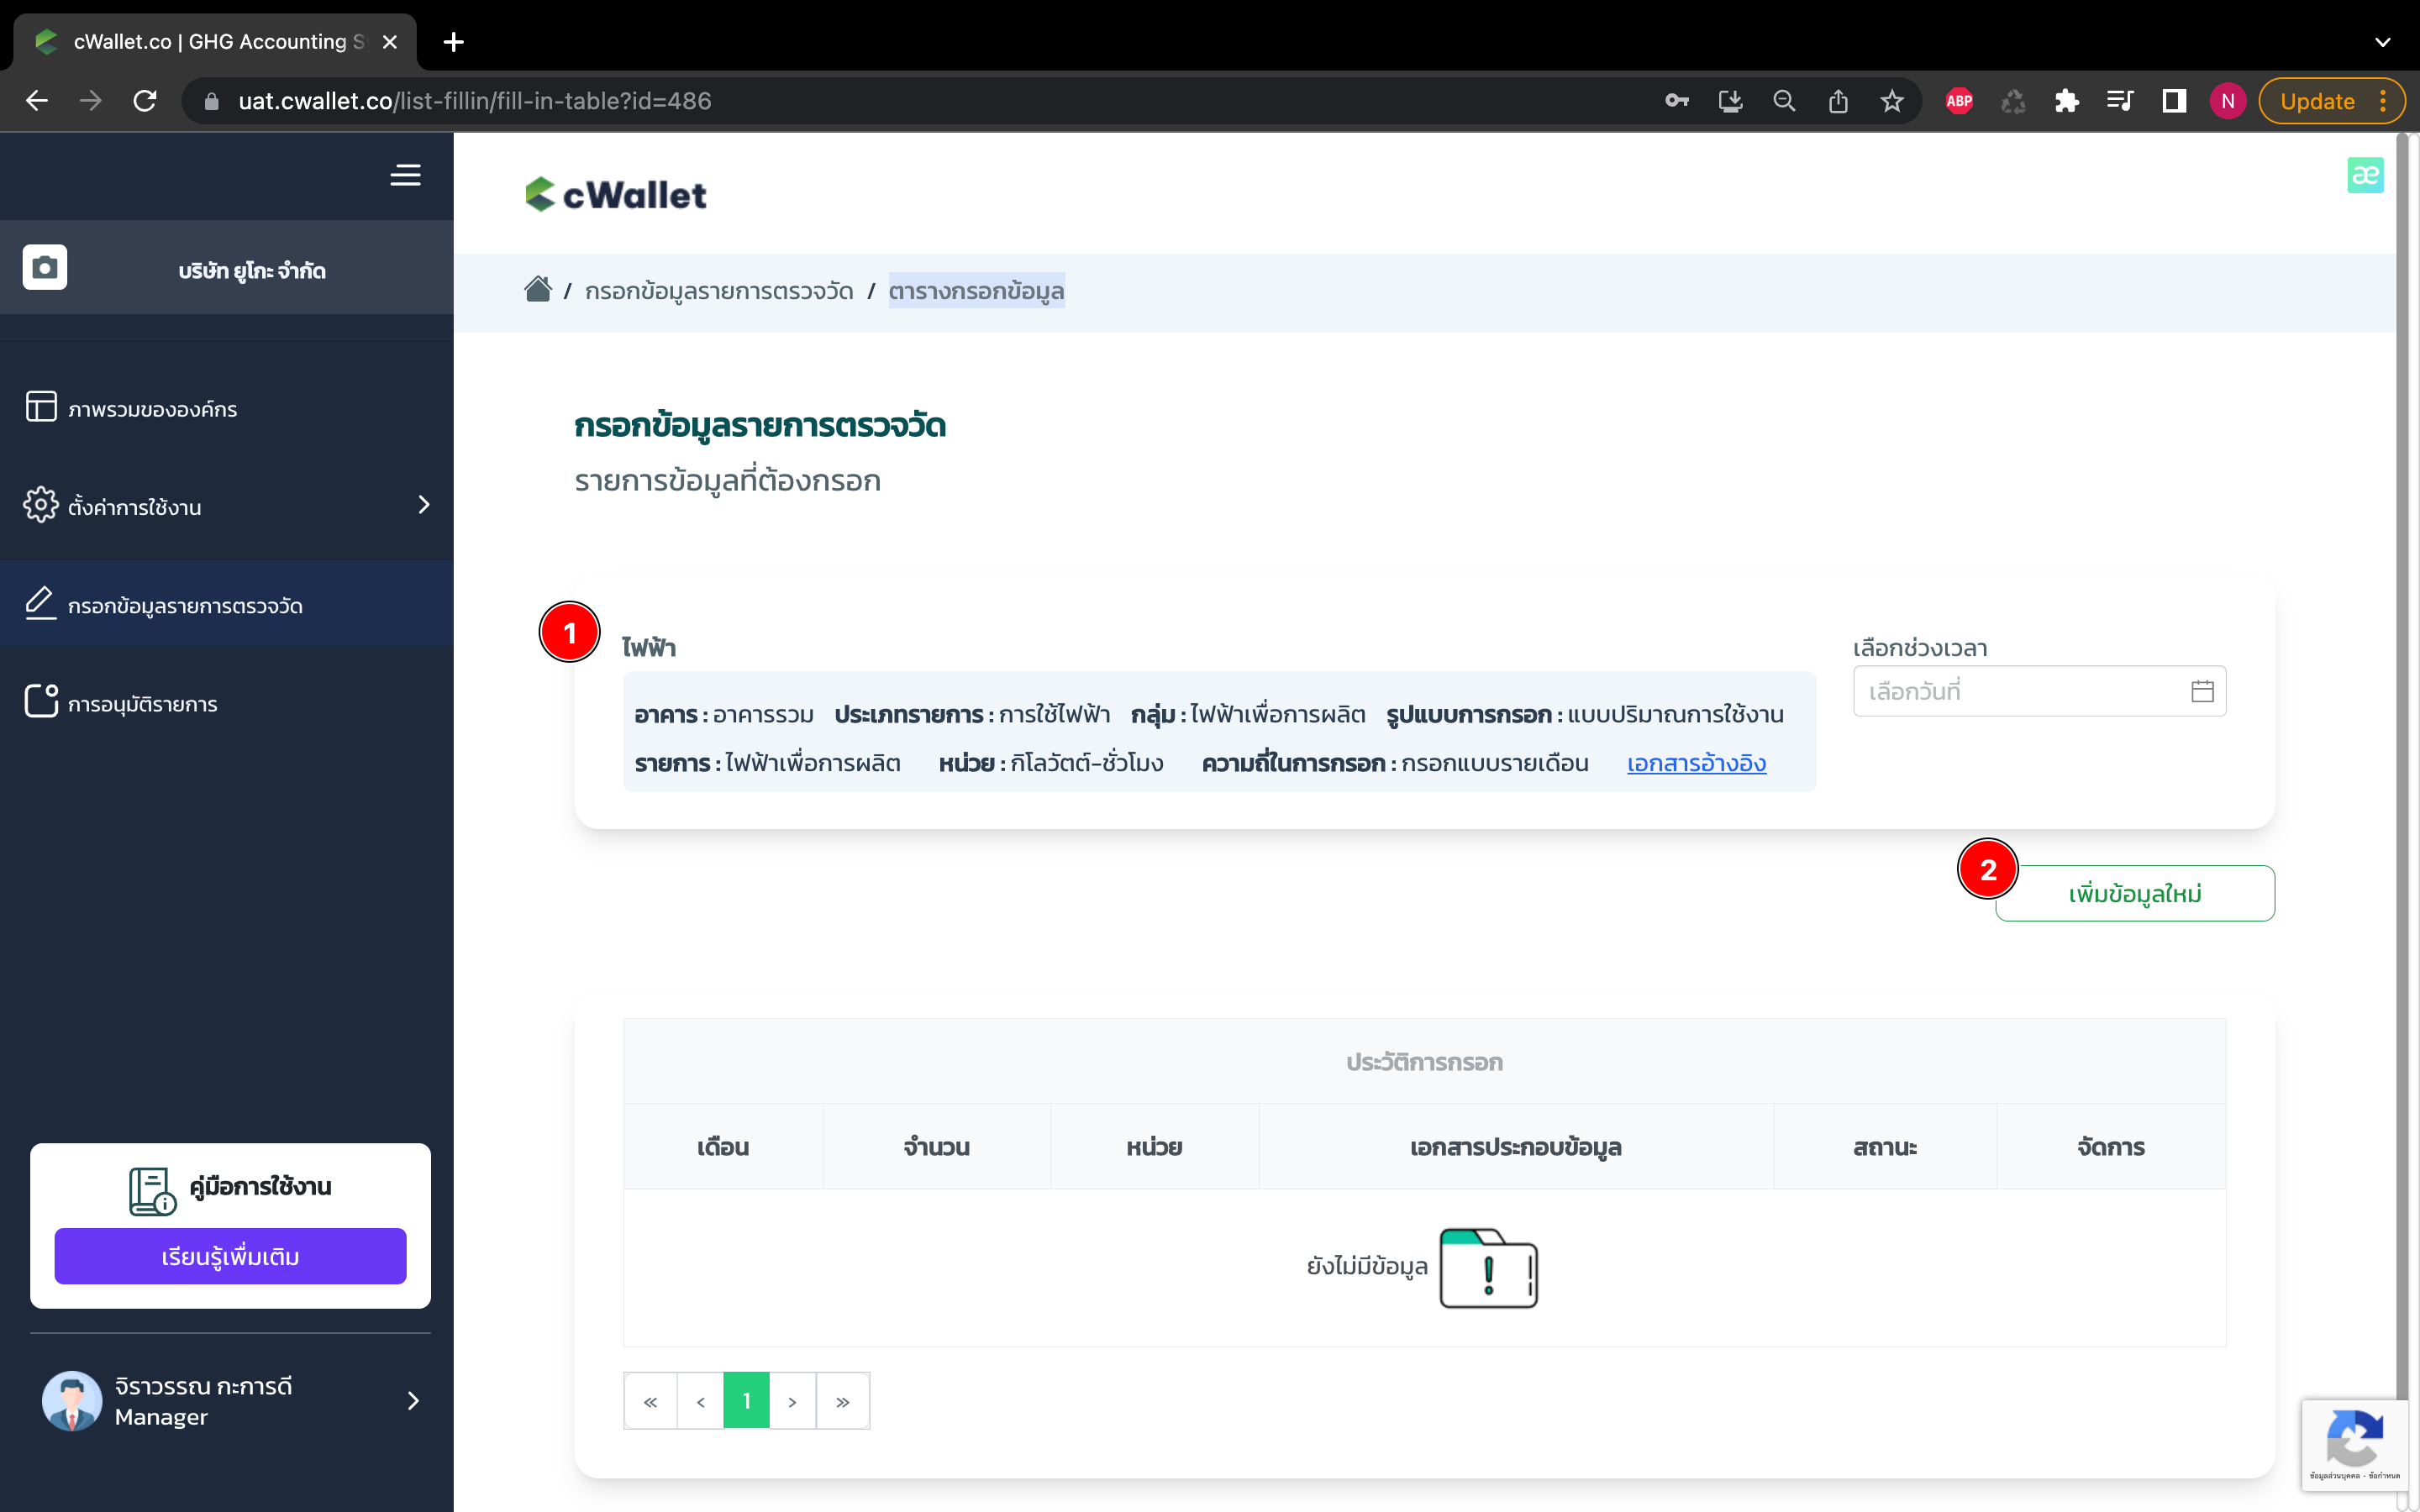 cWallet.co | GHG Accounting S
uat.cwallet.co/list-fillin/fill-in-table?id=486
ABP
N
Update
บริษัท ยูโกะ จำกัด
ภาพรวมขององค์กร
ตั้งค่าการใช้งาน
กรอกข้อมูลรายการตรวจวัด
การอนุมัติรายการ
คู่มือการใช้งาน
เรียนรู้เพิ่มเติม
จิราวรรณ กะการดี
Manager
cWallet
æ
/ กรอกข้อมูลรายการตรวจวัด / ตารางกรอกข้อมูล
กรอกข้อมูลรายการตรวจวัด
รายการข้อมูลที่ต้องกรอก
1
ไฟฟ้า
อาคาร : อาคารรวม ประเภทรายการ : การใช้ไฟฟ้า กลุ่ม : ไฟฟ้าเพื่อการผลิต รูปแบบการกรอก : แบบปริมาณการใช้งาน
รายการ : ไฟฟ้าเพื่อการผลิต หน่วย : กิโลวัตต์-ชั่วโมง ความถี่ในการกรอก : กรอกแบบรายเดือน เอกสารอ้างอิง
เลือกช่วงเวลา
เลือกวันที่
2
เพิ่มข้อมูลใหม่
ประวัติการกรอก
เดือน จำนวน หน่วย เอกสารประกอบข้อมูล สถานะ จัดการ
ยังไม่มีข้อมูล
« ‹ 1 › »
ข้อมูลส่วนบุคคล - ข้อกำหนด